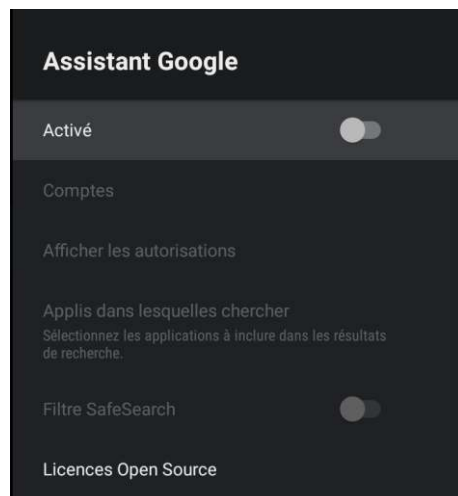 Assistant Google
Activé
Comptes
Afficher les autorisations
Applis dans lesquelles chercher
Sélectionnez les applications à inclure dans les résultats
de recherche.
Filtre SafeSearch
Licences Open Source